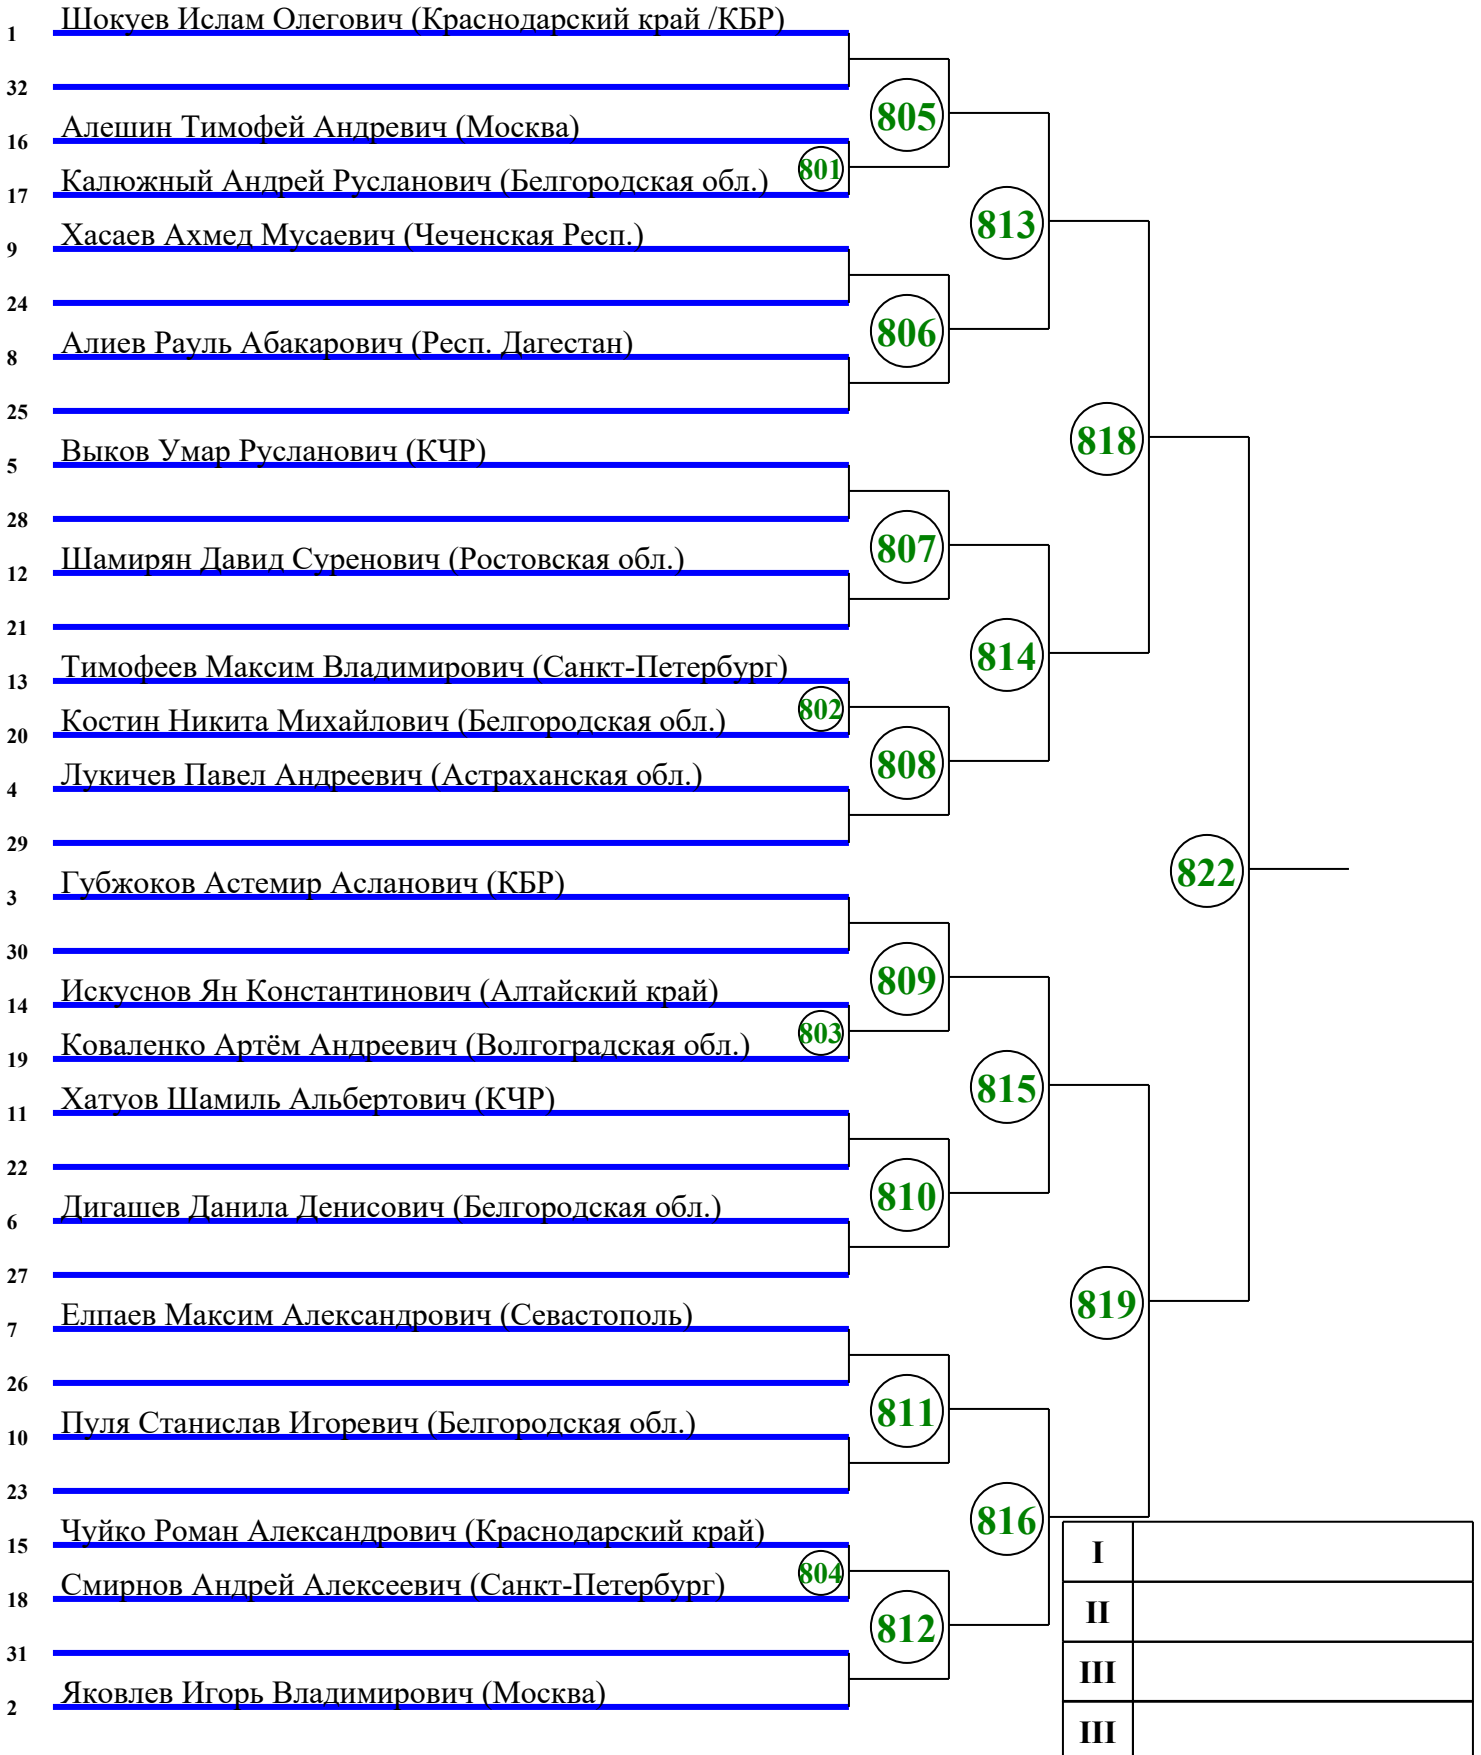 1 Шокуев Ислам Олегович (Краснодарский край /КБР)
32
805
16 Алешин Тимофей Андревич (Москва)
801
17 Калюжный Андрей Русланович (Белгородская обл.)
813
9 Хасаев Ахмед Мусаевич (Чеченская Респ.)
24
806
8 Алиев Рауль Абакарович (Респ. Дагестан)
25
818
5 Выков Умар Русланович (КЧР)
28
807
12 Шамирян Давид Суренович (Ростовская обл.)
21
814
13 Тимофеев Максим Владимирович (Санкт-Петербург)
802
20 Костин Никита Михайлович (Белгородская обл.)
808
4 Лукичев Павел Андреевич (Астраханская обл.)
29
822
3 Губжоков Астемир Асланович (КБР)
30
809
14 Искуснов Ян Константинович (Алтайский край)
803
19 Коваленко Артём Андреевич (Волгоградская обл.)
815
11 Хатуов Шамиль Альбертович (КЧР)
22
810
6 Дигашев Данила Денисович (Белгородская обл.)
27
819
7 Елпаев Максим Александрович (Севастополь)
26
811
10 Пуля Станислав Игоревич (Белгородская обл.)
23
816
15 Чуйко Роман Александрович (Краснодарский край)
I
804
18 Смирнов Андрей Алексеевич (Санкт-Петербург)
II
812
31
III
2 Яковлев Игорь Владимирович (Москва)
III